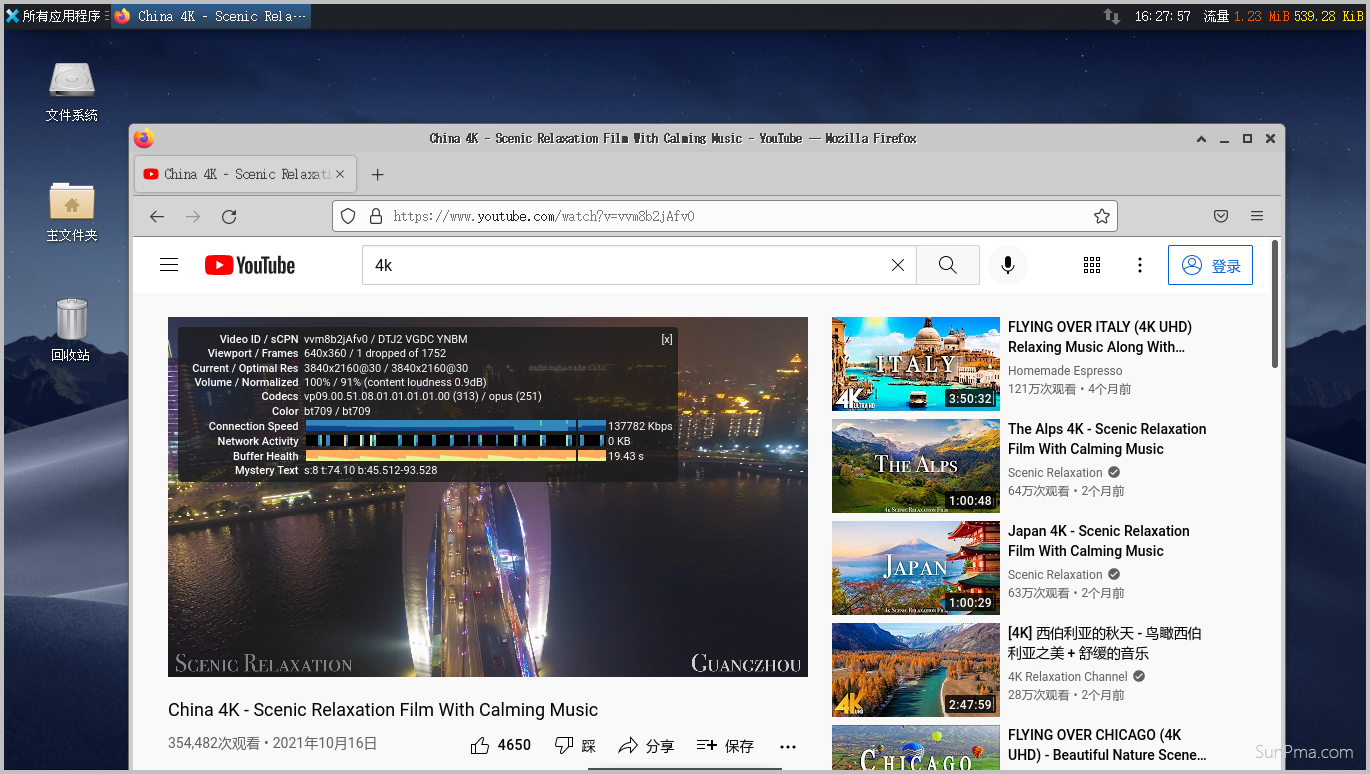 所有应用程序
China 4K - Scenic Rela···
16:27:57 流量 1.23 MiB 539.28 KiB
文件系统
主文件夹
回收站
China 4K - Scenic Relaxation Film With Calming Music - YouTube — Mozilla Firefox
China 4K - Scenic Relaxati
https://www.youtube.com/watch?v=vvm8b2jAfv0
YouTube
4k
登录
Video ID / sCPN vvm8b2jAfv0 / DTJ2 VGDC YNBM [x]
Viewport / Frames 640x360 / 1 dropped of 1752
Current / Optimal Res 3840x2160@30 / 3840x2160@30
Volume / Normalized 100% / 91% (content loudness 0.9dB)
Codecs vp09.00.51.08.01.01.01.01.00 (313) / opus (251)
Color bt709 / bt709
Connection Speed 137782 Kbps
Network Activity 0 KB
Buffer Health 19.43 s
Mystery Text s:8 t:74.10 b:45.512-93.528
SCENIC RELAXATION
GUANGZHOU
China 4K - Scenic Relaxation Film With Calming Music
354,482次观看 • 2021年10月16日
4650
踩
分享
保存
ITALY
4K ULTRA HD
3:50:32
FLYING OVER ITALY (4K UHD)
Relaxing Music Along With…
Homemade Espresso
121万次观看 • 4个月前
THE ALPS
4K SCENIC RELAXATION FILM
1:00:48
The Alps 4K - Scenic Relaxation
Film With Calming Music
Scenic Relaxation
64万次观看 • 2个月前
JAPAN
4K SCENIC RELAXATION FILM
1:00:29
Japan 4K - Scenic Relaxation
Film With Calming Music
Scenic Relaxation
63万次观看 • 2个月前
4K UHD
2:47:59
[4K] 西伯利亚的秋天 - 鸟瞰西伯
利亚之美 + 舒缓的音乐
4K Relaxation Channel
28万次观看 • 2个月前
CHICAGO
FLYING OVER CHICAGO (4K
UHD) - Beautiful Nature Scene…
SunPma.com